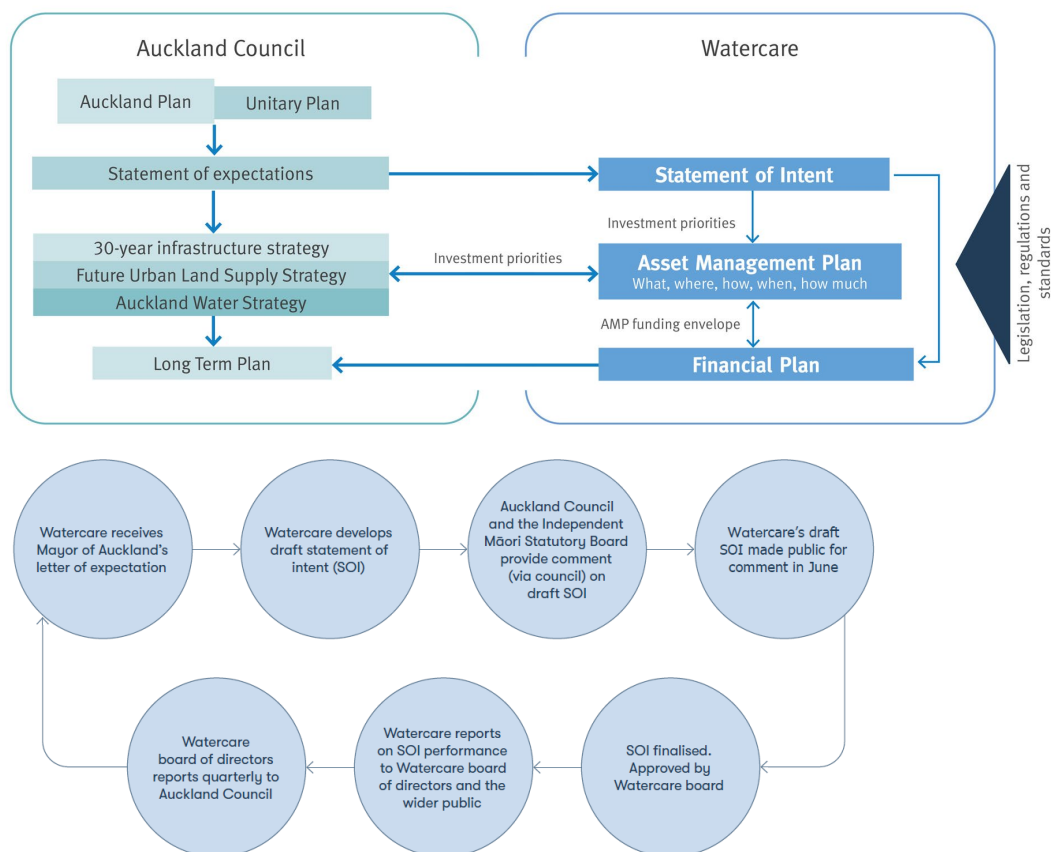 Auckland Council
Watercare
Auckland Plan
Unitary Plan
Statement of expectations
Statement of Intent
Investment priorities
30-year infrastructure strategy
Future Urban Land Supply Strategy
Auckland Water Strategy
Investment priorities
Asset Management Plan
What, where, how, when, how much
AMP funding envelope
Long Term Plan
Financial Plan
Legislation, regulations and
standards
Watercare receives
Mayor of Auckland's
letter of expectation
Watercare develops
draft statement of
intent (SOI)
Auckland Council
and the Independent
Māori Statutory Board
provide comment
(via council) on
draft SOI
Watercare's draft
SOI made public for
comment in June
SOI finalised.
Approved by
Watercare board
Watercare reports
on SOI performance
to Watercare board
of directors and the
wider public
Watercare
board of directors
reports quarterly to
Auckland Council